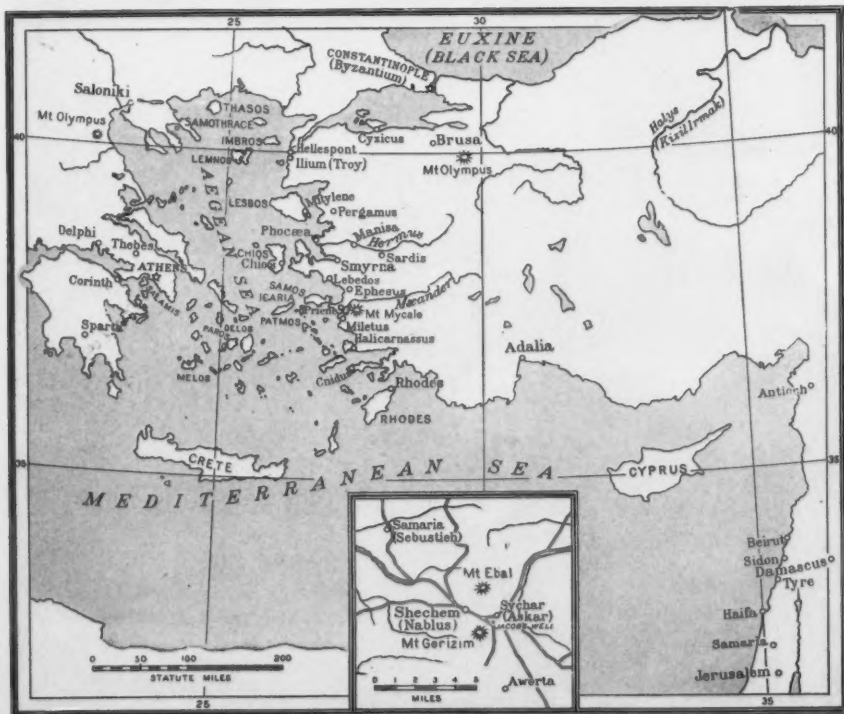 25
30
EUXINE
(BLACK SEA)
CONSTANTINOPLE
(Byzantium)
Saloniki
THASOS
SAMOTHRACE
Mt Olympus
40
IMBROS
Hellespont
Cyzicus
Brusa
Halys
(Kizil Irmak)
40
LEMNOS
Ilium (Troy)
Mt Olympus
AEGEAN SEA
LESBOS
Mitylene
Pergamus
Phocæa
Manisa
Hermus
Delphi
Thebes
CHIOS
Chios
Sardis
Smyrna
ATHENS
Lebedos
Corinth
SALAMIS
SAMOS
Ephesus
ICARIA
Priene
Mæander
Mt Mycale
Sparta
PAROS
DELOS
PATMOS
Miletus
Halicarnassus
Adalia
MELOS
Cnidus
Rhodes
Antioch
RHODES
35
CRETE
CYPRUS
35
MEDITERRANEAN SEA
Samaria
(Sebustieh)
Beirut
Mt Ebal
Sidon
Damascus
Tyre
Shechem
(Nablus)
Sychar
(Askar)
JACOBS WELL
Haifa
Mt Gerizim
Samaria
0 50 100 200
STATUTE MILES
0 1 2 3 4 5
MILES
Awerta
Jerusalem
25
35